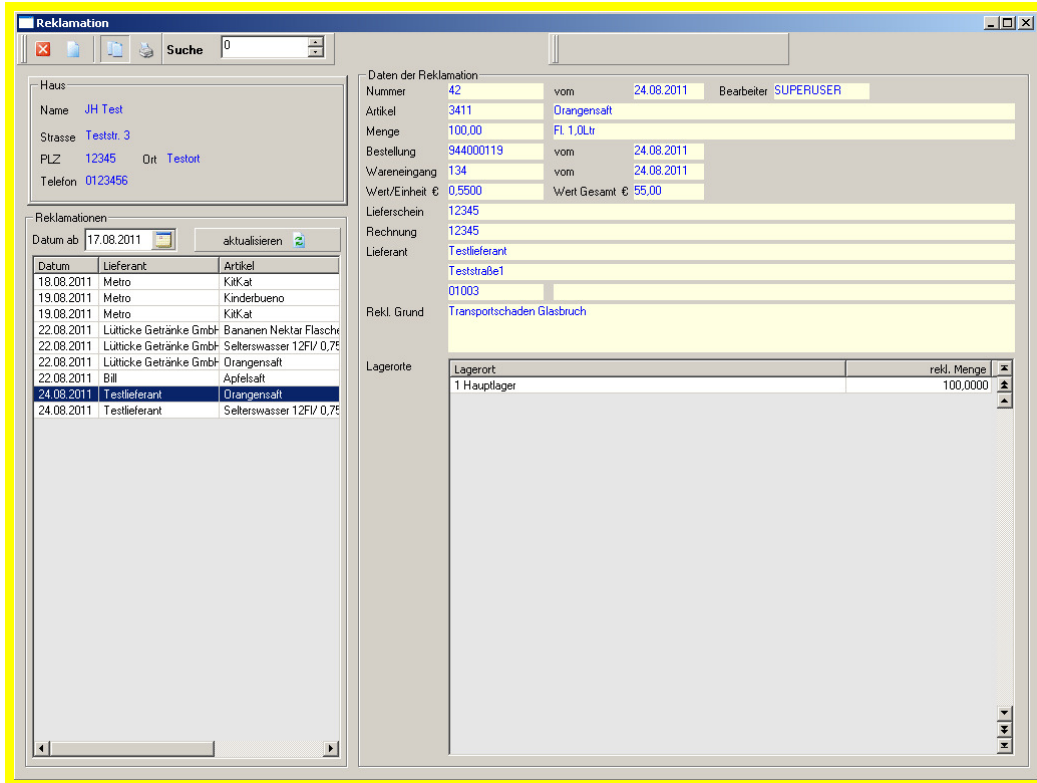 Reklamation
Suche 0
Haus
Name JH Test
Strasse Teststr. 3
PLZ 12345 Ort Testort
Telefon 0123456
Reklamationen
Datum ab 17.08.2011 aktualisieren
Datum Lieferant Artikel
18.08.2011 Metro KitKat
19.08.2011 Metro Kinderbueno
19.08.2011 Metro KitKat
22.08.2011 Lütticke Getränke GmbH Bananen Nektar Flasche
22.08.2011 Lütticke Getränke GmbH Selterswasser 12Fl/ 0,75
22.08.2011 Lütticke Getränke GmbH Orangensaft
22.08.2011 Bill Apfelsaft
24.08.2011 Testlieferant Orangensaft
24.08.2011 Testlieferant Selterswasser 12Fl/ 0,75
Daten der Reklamation
Nummer 42 vom 24.08.2011 Bearbeiter SUPERUSER
Artikel 3411 Orangensaft
Menge 100,00 Fl. 1,0Ltr
Bestellung 944000119 vom 24.08.2011
Wareneingang 134 vom 24.08.2011
Wert/Einheit € 0,5500 Wert Gesamt € 55,00
Lieferschein 12345
Rechnung 12345
Lieferant Testlieferant
Teststraße1
01003
Rekl. Grund Transportschaden Glasbruch
Lagerorte
Lagerort rekl. Menge
1 Hauptlager 100,0000